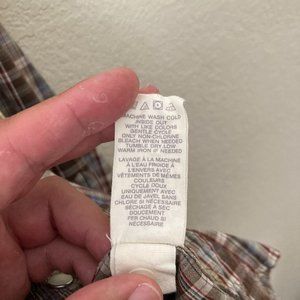 MACHINE WASH COLD
INSIDE OUT
WITH LIKE COLORS
GENTLE CYCLE
ONLY NON-CHLORINE
BLEACH WHEN NEEDED
TUMBLE DRY LOW
WARM IRON IF NEEDED
LAVAGE À LA MACHINE
À L'EAU FROIDE À
L'ENVERS AVEC
VÊTEMENTS DE MÊMES
COULEURS
CYCLE DOUX
UNIQUEMENT AVEC
EAU DE JAVEL SANS
CHLORE SI NÉCESSAIRE
SÉCHAGE À SEC
DOUCEMENT
FER CHAUD SI
NÉCESSAIRE